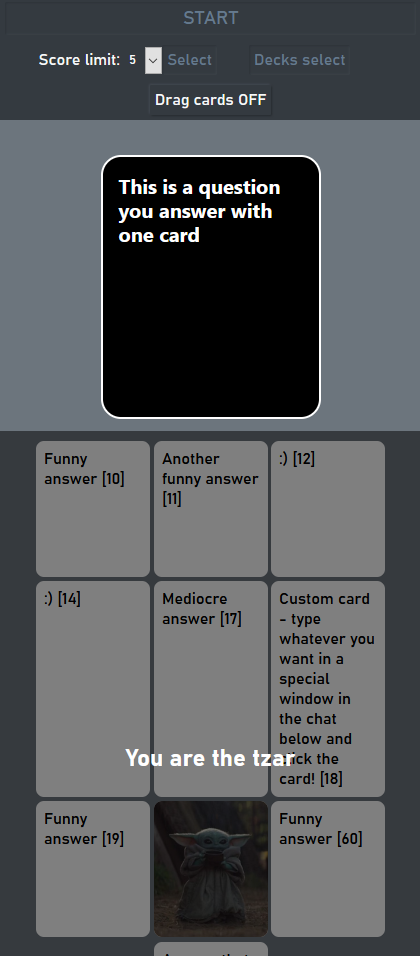 START
Score limit: 5 Select Decks select
Drag cards OFF
This is a question
you answer with
one card
Funny
answer [10]
Another
funny answer
[11]
:) [12]
:) [14]
Mediocre
answer [17]
Custom card
- type
whatever you
want in a
special
window in
the chat
below and
click the
card! [18]
You are the tzar
Funny
answer [19]
Funny
answer [60]